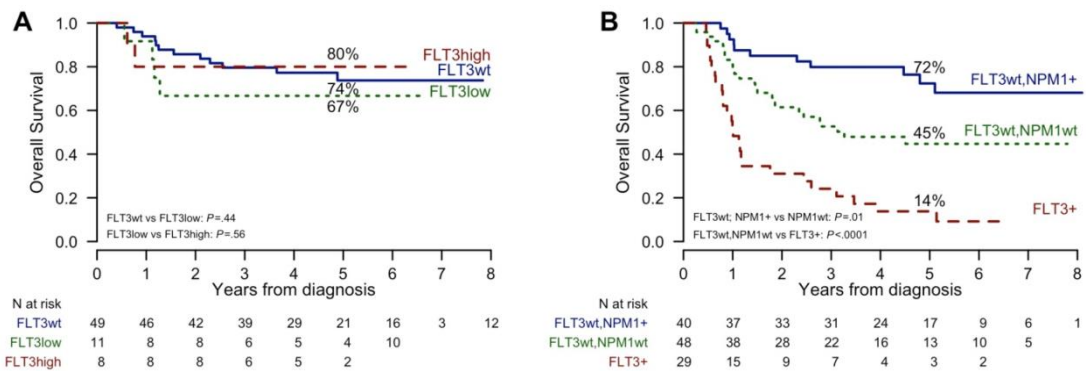 A
Overall Survival
1.0
0.8
0.6
0.4
0.2
0.0
80%
FLT3high
FLT3wt
74%
FLT3low
67%
FLT3wt vs FLT3low: P=.44
FLT3low vs FLT3high: P=.56
0 1 2 3 4 5 6 7 8
Years from diagnosis
N at risk
FLT3wt 49 46 42 39 29 21 16 3 12
FLT3low 11 8 8 6 5 4 10
FLT3high 8 8 8 6 5 2
B
Overall Survival
1.0
0.8
0.6
0.4
0.2
0.0
72%
FLT3wt,NPM1+
45%
FLT3wt,NPM1wt
14%
FLT3+
FLT3wt; NPM1+ vs NPM1wt: P=.01
FLT3wt,NPM1wt vs FLT3+: P<.0001
0 1 2 3 4 5 6 7 8
Years from diagnosis
N at risk
FLT3wt,NPM1+ 40 37 33 31 24 17 9 6 1
FLT3wt,NPM1wt 48 38 28 22 16 13 10 5
FLT3+ 29 15 9 7 4 3 2